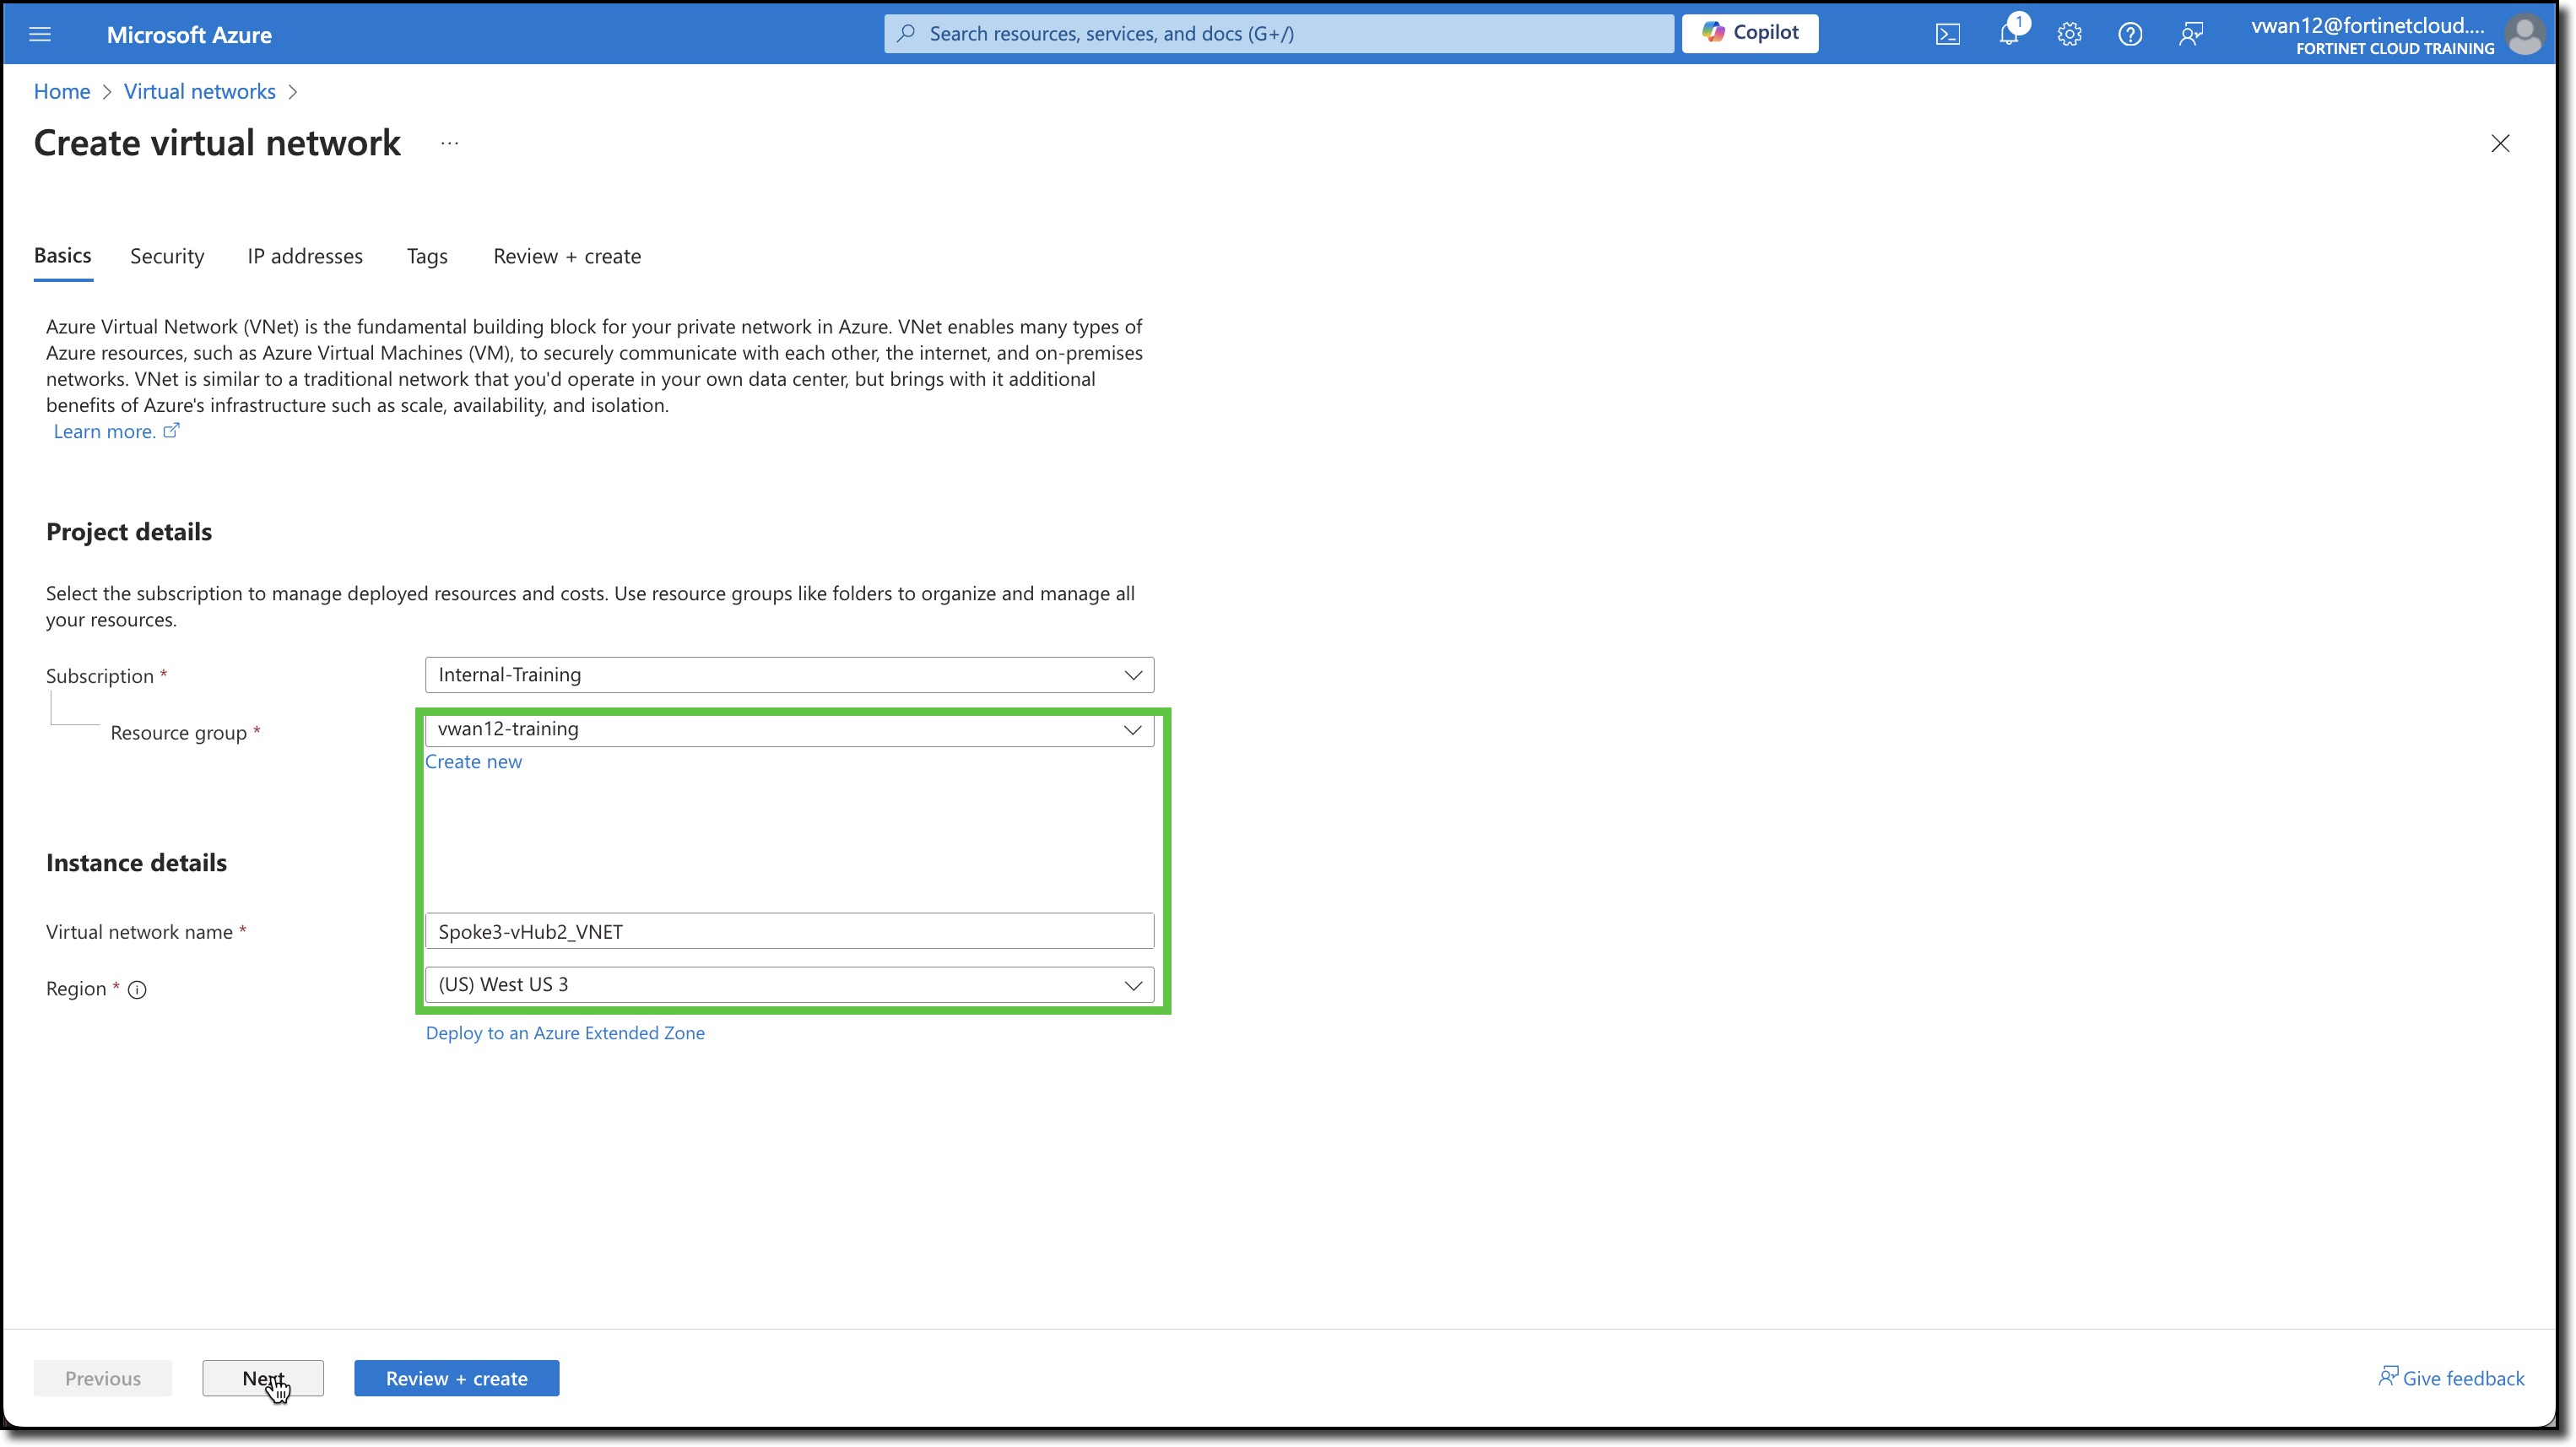 Microsoft Azure
Search resources, services, and docs (G+/)
Copilot
1
vwan12@fortinetcloud....
FORTINET CLOUD TRAINING
Home > Virtual networks >
Create virtual network ...
Basics Security IP addresses Tags Review + create
Azure Virtual Network (VNet) is the fundamental building block for your private network in Azure. VNet enables many types of
Azure resources, such as Azure Virtual Machines (VM), to securely communicate with each other, the internet, and on-premises
networks. VNet is similar to a traditional network that you'd operate in your own data center, but brings with it additional
benefits of Azure's infrastructure such as scale, availability, and isolation.
Learn more.
Project details
Select the subscription to manage deployed resources and costs. Use resource groups like folders to organize and manage all
your resources.
Subscription * Internal-Training
Resource group * vwan12-training
Create new
Instance details
Virtual network name * Spoke3-vHub2_VNET
Region * (US) West US 3
Deploy to an Azure Extended Zone
Previous Next Review + create Give feedback